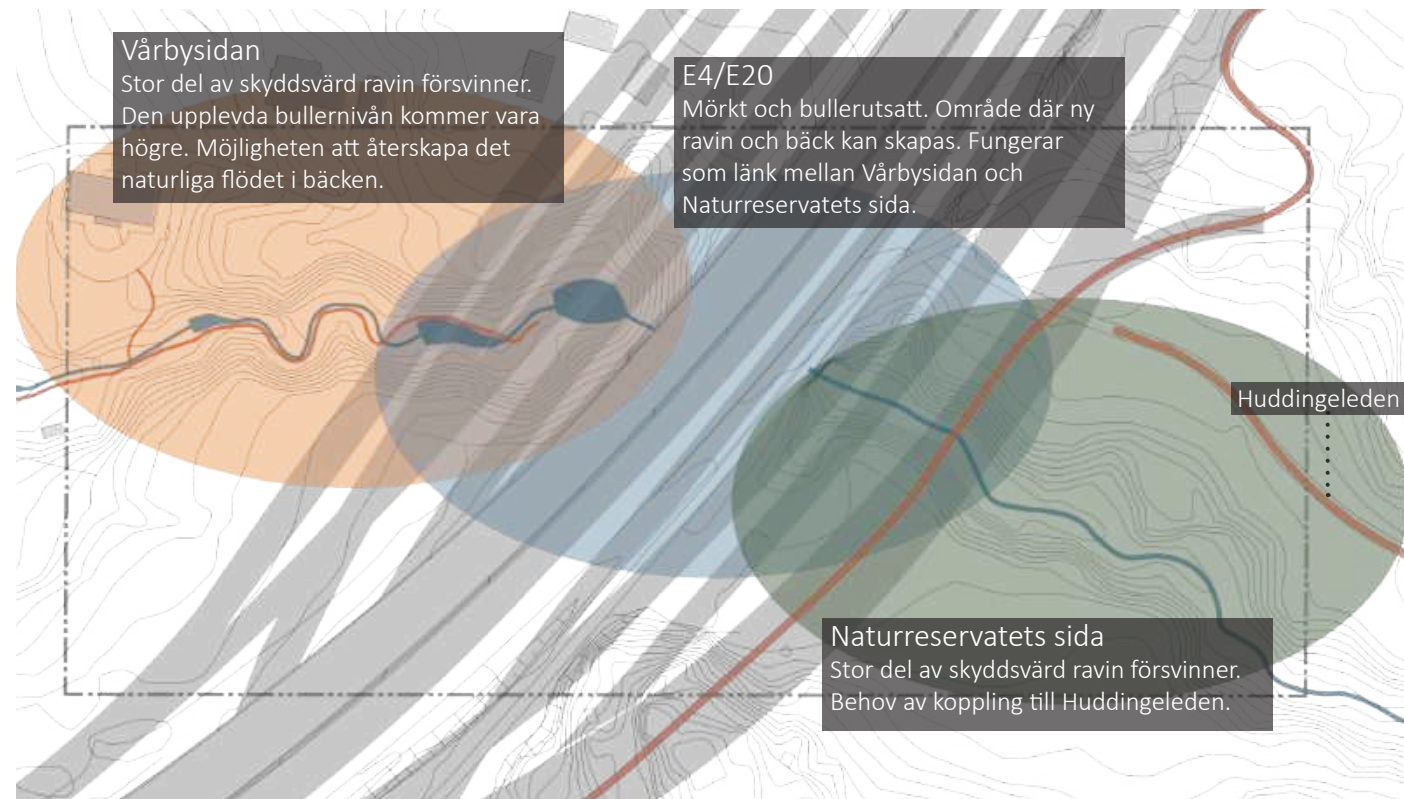 Vårbysidan
Stor del av skyddsvärd ravin försvinner.
Den upplevda bullernivån kommer vara
högre. Möjligheten att återskapa det
naturliga flödet i bäcken.
E4/E20
Mörkt och bullerutsatt. Område där ny
ravin och bäck kan skapas. Fungerar
som länk mellan Vårbysidan och
Naturreservatets sida.
Huddingeleden
Naturreservatets sida
Stor del av skyddsvärd ravin försvinner.
Behov av koppling till Huddingeleden.